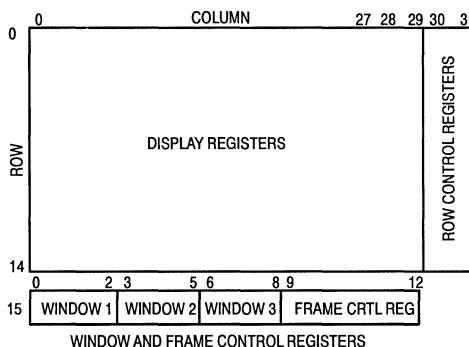 COLUMN
0 27 28 29 30 3
0
ROW
DISPLAY REGISTERS
ROW CONTROL REGISTERS
14
0 2 3 5 6 8 9 12
15 WINDOW 1 WINDOW 2 WINDOW 3 FRAME CRTL REG
WINDOW AND FRAME CONTROL REGISTERS